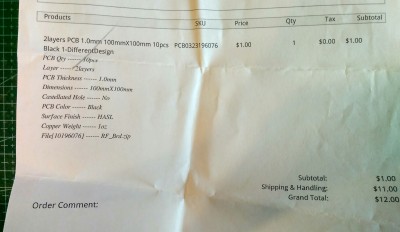 Products SKU Price Qty Tax Subtotal
2layers PCB 1.0mm 100mmX100mm 10pcs PCB0323196076 $1.00 1 $0.00 $1.00
Black 1-DifferentDesign
PCB Qty ------ 10pcs
Layer ------ 2layers
PCB Thickness ------ 1.0mm
Dimensions ------ 100mmX100mm
Castellated Hole ------ No
PCB Color ------ Black
Surface Finish ------ HASL
Copper Weight ------ 1oz
File[10196076] ------ RF_Brd.zip
Subtotal: $1.00
Shipping & Handling: $11.00
Grand Total: $12.00
Order Comment: